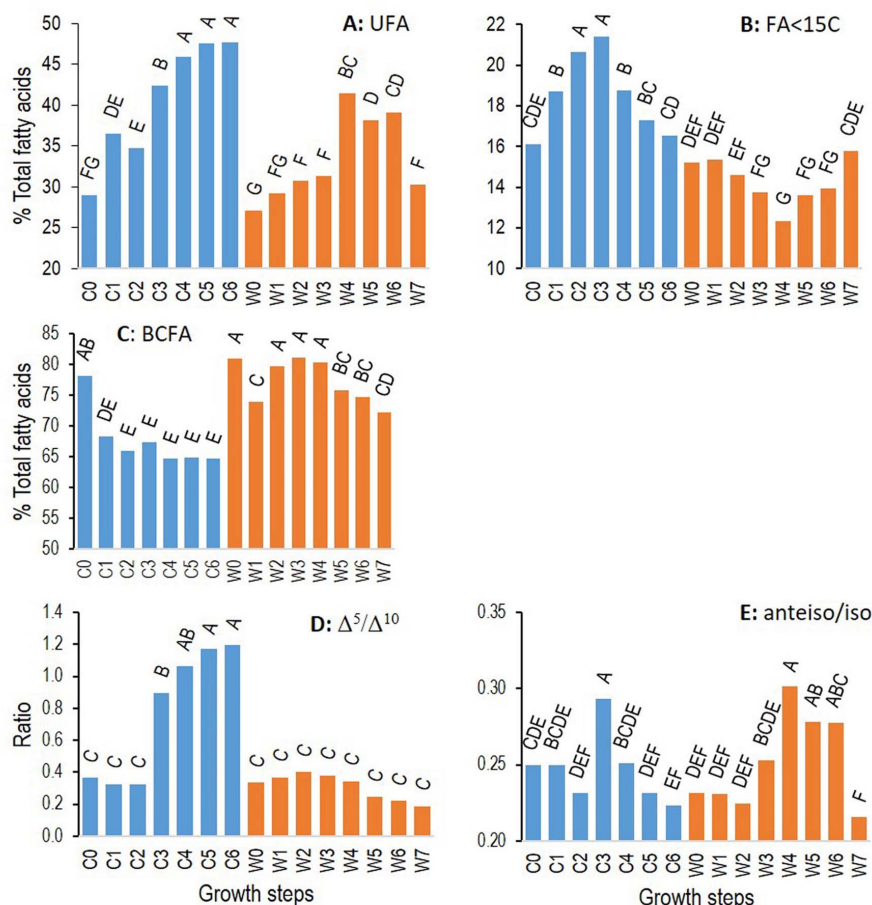 A: UFA
% Total fatty acids
50
45
40
35
30
25
20
FG
DE
E
B
A
A
A
G
FG
F
F
BC
D
CD
F
C0 C1 C2 C3 C4 C5 C6 W0 W1 W2 W3 W4 W5 W6 W7
B: FA<15C
% Total fatty acids
22
20
18
16
14
12
10
CDE
B
A
A
B
BC
CD
DEF
DEF
EF
FG
G
FG
FG
CDE
C0 C1 C2 C3 C4 C5 C6 W0 W1 W2 W3 W4 W5 W6 W7
C: BCFA
% Total fatty acids
85
80
75
70
65
60
55
50
AB
DE
E
E
E
E
E
A
C
A
A
A
BC
BC
CD
C0 C1 C2 C3 C4 C5 C6 W0 W1 W2 W3 W4 W5 W6 W7
D: Δ⁵/Δ¹⁰
Ratio
1.4
1.2
1.0
0.8
0.6
0.4
0.2
0.0
C
C
C
B
AB
A
A
C
C
C
C
C
C
C
C
C0 C1 C2 C3 C4 C5 C6 W0 W1 W2 W3 W4 W5 W6 W7
Growth steps
E: anteiso/iso
0.35
0.30
0.25
0.20
CDE
BCDE
DEF
A
BCDE
DEF
EF
DEF
DEF
DEF
BCDE
A
AB
ABC
F
C0 C1 C2 C3 C4 C5 C6 W0 W1 W2 W3 W4 W5 W6 W7
Growth steps